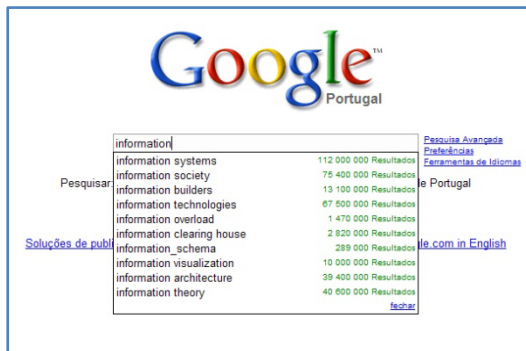 Google™
Portugal
information
Pesquisa Avançada
Preferências
Ferramentas de Idiomas
information systems 112 000 000 Resultados
information society 75 400 000 Resultados
Pesquisar: de Portugal
information builders 13 100 000 Resultados
information technologies 67 500 000 Resultados
information overload 1 470 000 Resultados
information clearing house 2 820 000 Resultados
Soluções de publi gle.com in English
information_schema 289 000 Resultados
information visualization 10 000 000 Resultados
information architecture 39 400 000 Resultados
information theory 40 600 000 Resultados
fechar